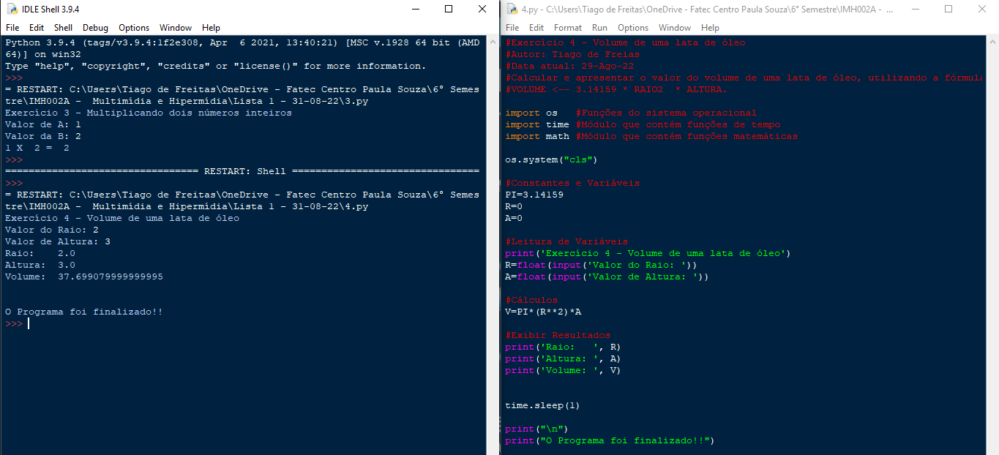 IDLE Shell 3.9.4
File Edit Shell Debug Options Window Help
Python 3.9.4 (tags/v3.9.4:1f2e308, Apr  6 2021, 13:40:21) [MSC v.1928 64 bit (AMD
64)] on win32
Type "help", "copyright", "credits" or "license()" for more information.
>>>
= RESTART: C:\Users\Tiago de Freitas\OneDrive - Fatec Centro Paula Souza\6° Semes
tre\IMH002A -  Multimídia e Hipermídia\Lista 1 - 31-08-22\3.py
Exercício 3 - Multiplicando dois números inteiros
Valor de A: 1
Valor da B: 2
1 X  2 =  2
>>>
================================= RESTART: Shell ================================
>>>
= RESTART: C:\Users\Tiago de Freitas\OneDrive - Fatec Centro Paula Souza\6° Semes
tre\IMH002A -  Multimídia e Hipermídia\Lista 1 - 31-08-22\4.py
Exercício 4 - Volume de uma lata de óleo
Valor do Raio: 2
Valor de Altura: 3
Raio:    2.0
Altura:  3.0
Volume:  37.699079999999995
O Programa foi finalizado!!
>>>
4.py - C:\Users\Tiago de Freitas\OneDrive - Fatec Centro Paula Souza\6° Semestre\IMH002A - ...
File Edit Format Run Options Window Help
#Exercício 4 - Volume de uma lata de óleo
#Autor: Tiago de Freias
#Data atual: 29-Ago-22
#Calcular e apresentar o valor do volume de uma lata de óleo, utilizando a fórmula
#VOLUME <-- 3.14159 * RAIO2  * ALTURA.
import os   #Funções do sistema operacional
import time #Módulo que contém funções de tempo
import math #Módulo que contém funções matemáticas
os.system("cls")
#Constantes e Variáveis
PI=3.14159
R=0
A=0
#Leitura de Variáveis
print('Exercício 4 - Volume de uma lata de óleo')
R=float(input('Valor do Raio: '))
A=float(input('Valor de Altura: '))
#Cálculos
V=PI*(R**2)*A
#Exibir Resultados
print('Raio:   ', R)
print('Altura: ', A)
print('Volume: ', V)
time.sleep(1)
print("\n")
print("O Programa foi finalizado!!")